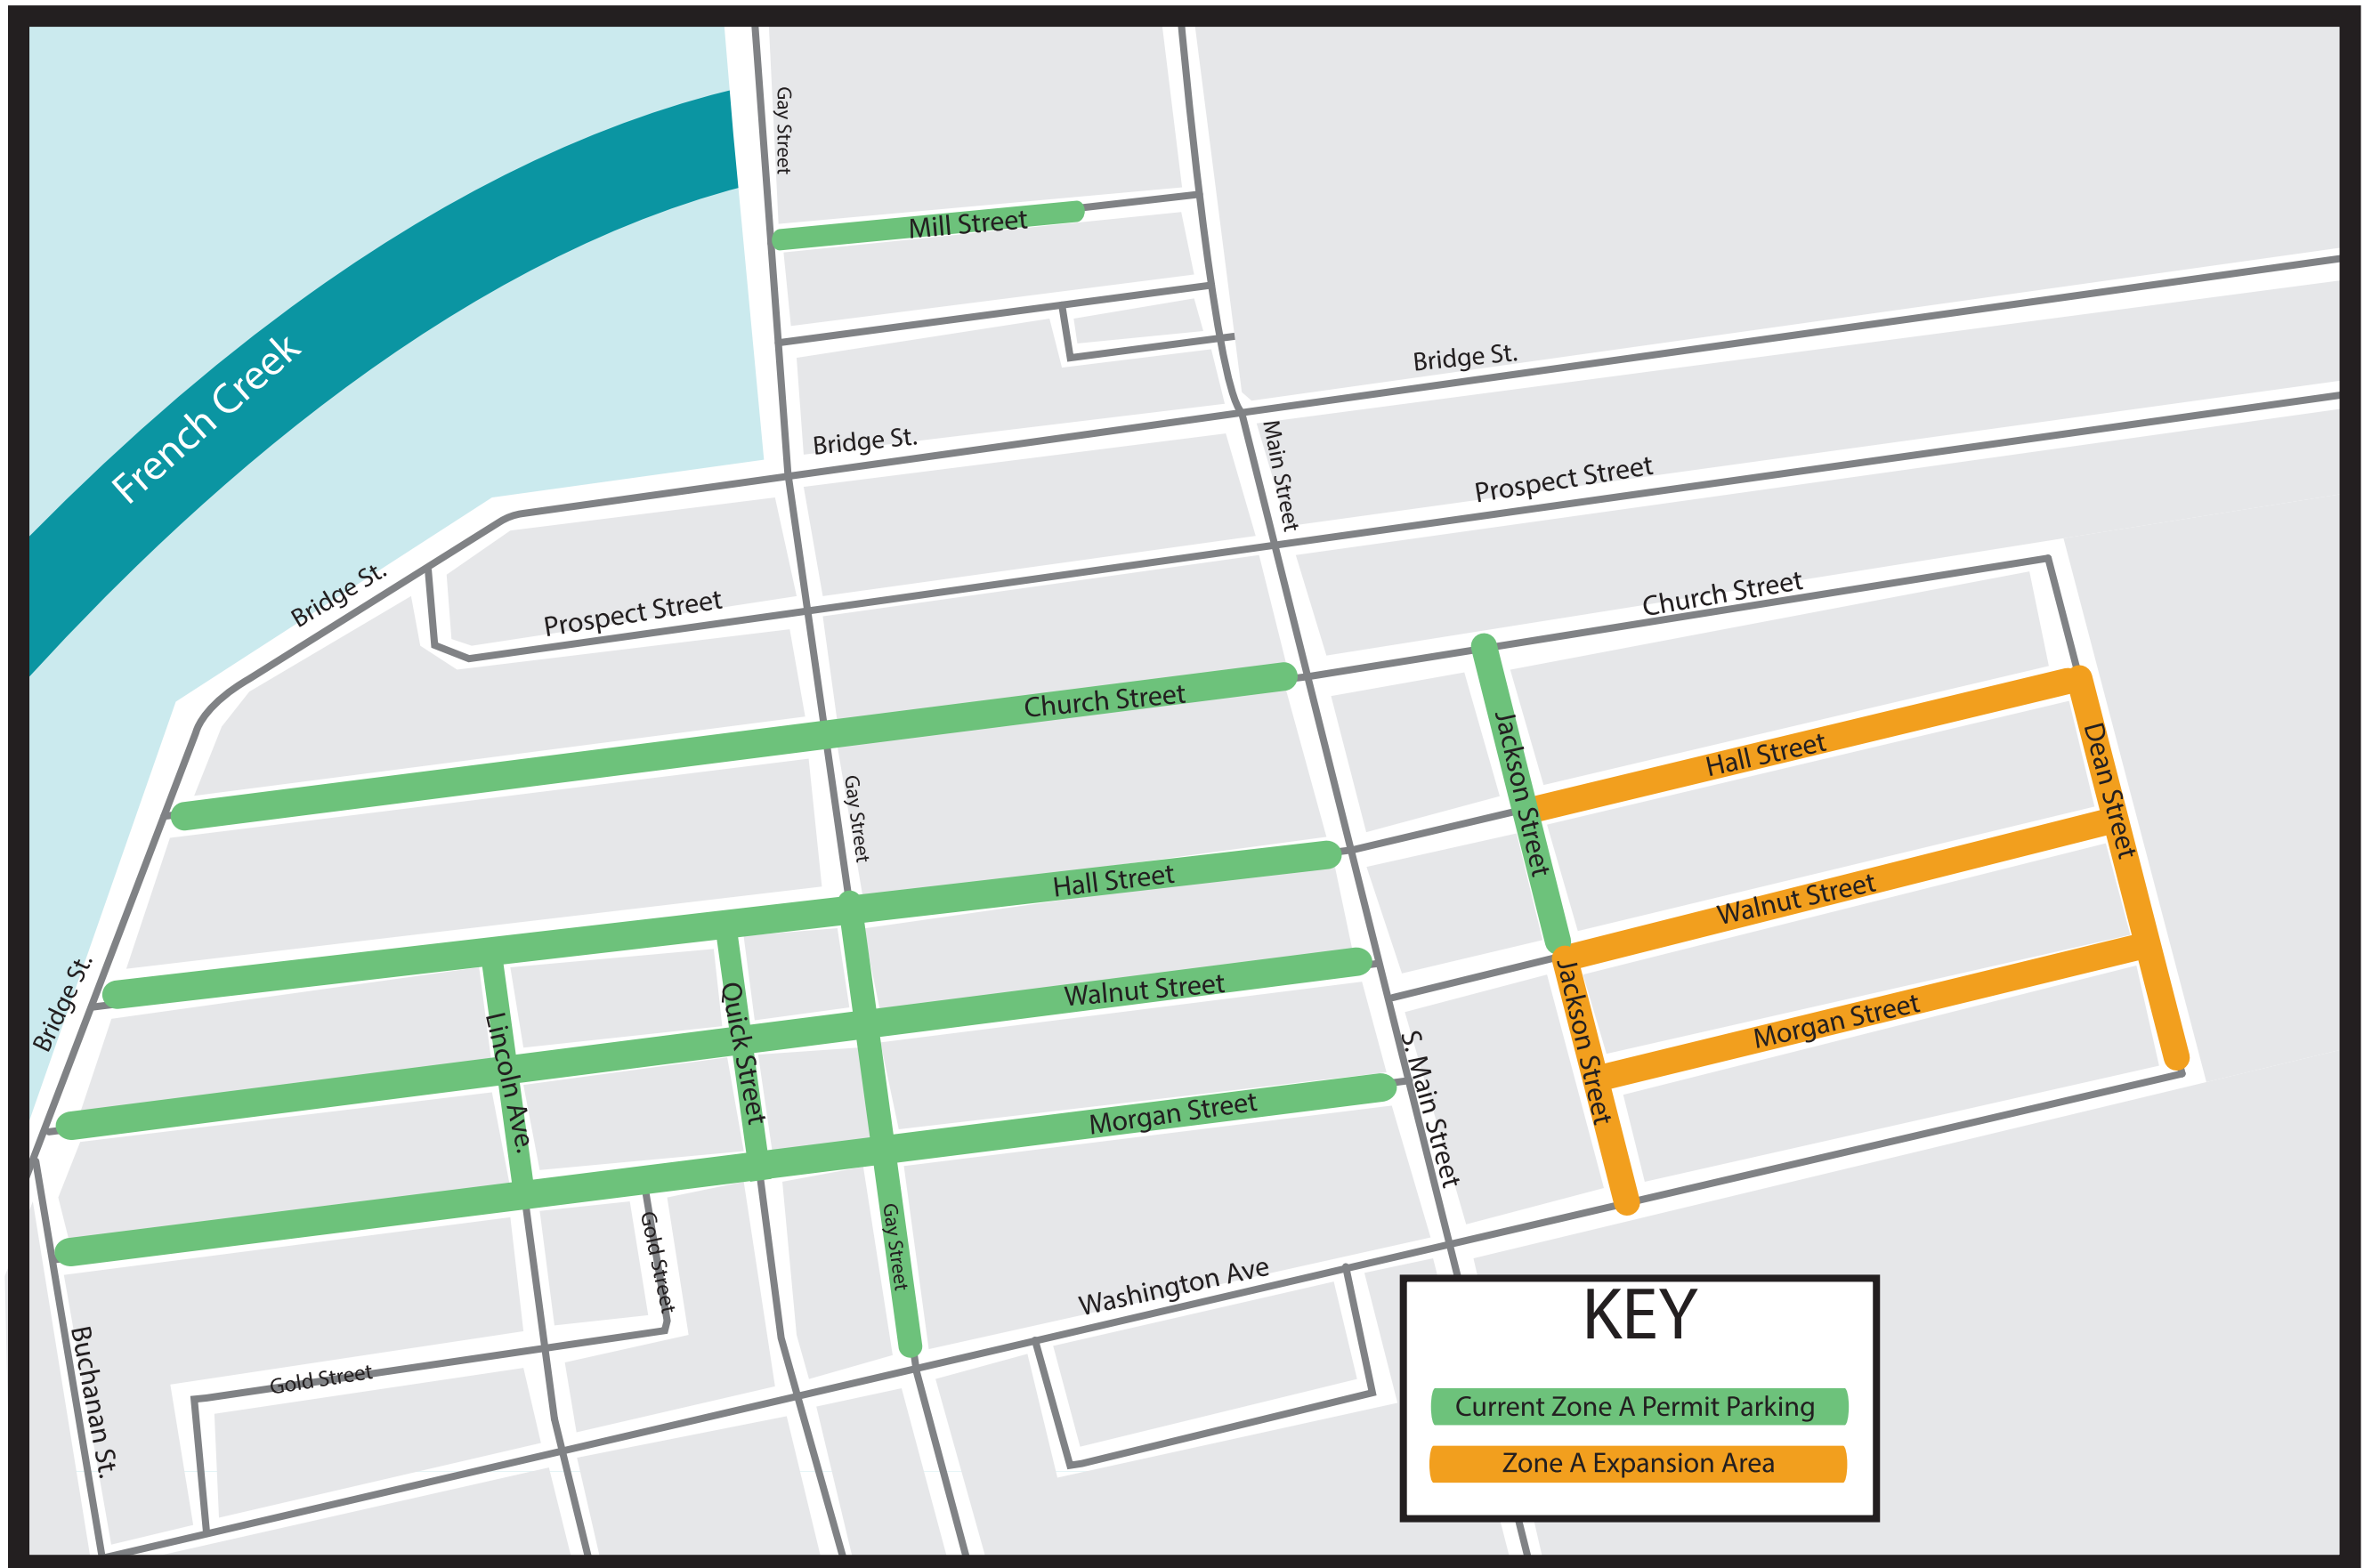 Gay Street
Mill Street
French Creek
Bridge St.
Bridge St.
Main Street
Prospect Street
Bridge St.
Prospect Street
Church Street
Church Street
Jackson Street
Hall Street
Dean Street
Gay Street
Hall Street
Walnut Street
Bridge St.
Lincoln Ave.
Quick Street
Walnut Street
Jackson Street
Morgan Street
S. Main Street
Morgan Street
Gold Street
Gay Street
Washington Ave
Buchanan St.
Gold Street
KEY
Current Zone A Permit Parking
Zone A Expansion Area